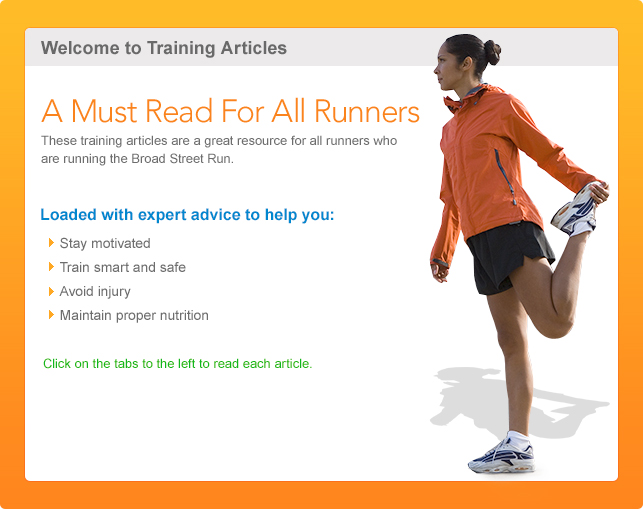 Welcome to Training Articles
A Must Read For All Runners
These training articles are a great resource for all runners who
are running the Broad Street Run.
Loaded with expert advice to help you:
Stay motivated
Train smart and safe
Avoid injury
Maintain proper nutrition
Click on the tabs to the left to read each article.